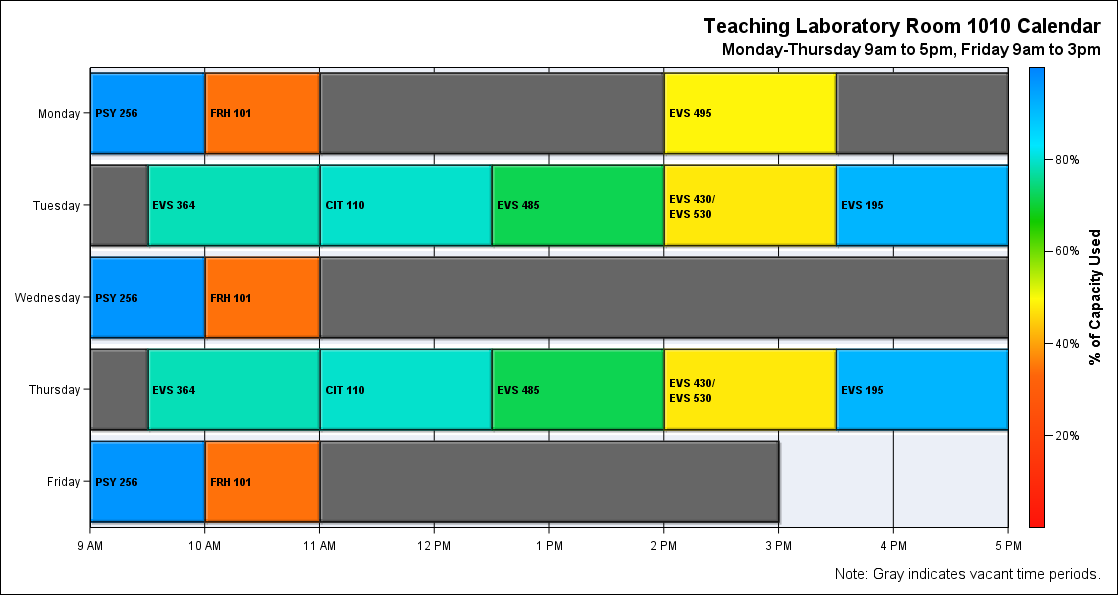 Teaching Laboratory Room 1010 Calendar
Monday-Thursday 9am to 5pm, Friday 9am to 3pm
Monday
PSY 256
FRH 101
EVS 495
Tuesday
EVS 364
CIT 110
EVS 485
EVS 430/
EVS 530
EVS 195
Wednesday
PSY 256
FRH 101
Thursday
EVS 364
CIT 110
EVS 485
EVS 430/
EVS 530
EVS 195
Friday
PSY 256
FRH 101
9 AM
10 AM
11 AM
12 PM
1 PM
2 PM
3 PM
4 PM
5 PM
80%
60%
40%
20%
% of Capacity Used
Note: Gray indicates vacant time periods.